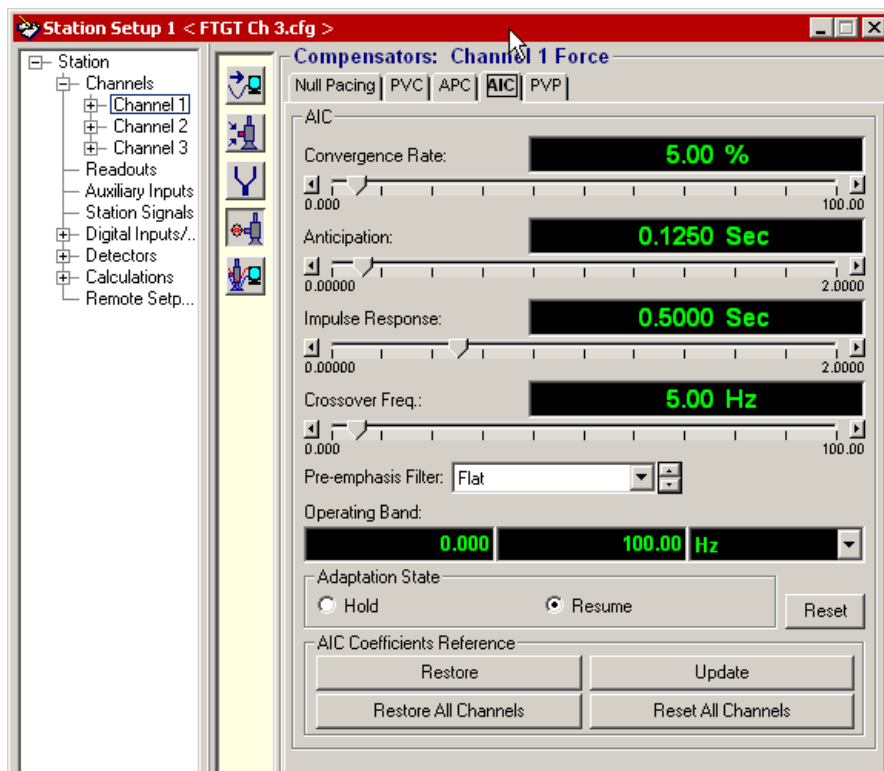 Station Setup 1 < FTGT Ch 3.cfg >
Station
Channels
Channel 1
Channel 2
Channel 3
Readouts
Auxiliary Inputs
Station Signals
Digital Inputs/..
Detectors
Calculations
Remote Setp...
Compensators: Channel 1 Force
Null Pacing PVC APC AIC PVP
AIC
Convergence Rate: 5.00 %
0.000 100.00
Anticipation: 0.1250 Sec
0.00000 2.0000
Impulse Response: 0.5000 Sec
0.00000 2.0000
Crossover Freq.: 5.00 Hz
0.000 100.00
Pre-emphasis Filter: Flat
Operating Band:
0.000 100.00 Hz
Adaptation State
Hold Resume Reset
AIC Coefficients Reference
Restore Update
Restore All Channels Reset All Channels